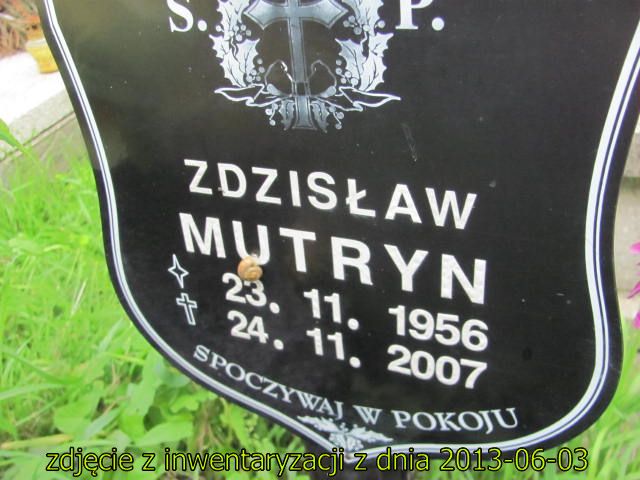 Ś. P.
ZDZISŁAW
MUTRYN
23. 11. 1956
24. 11. 2007
SPOCZYWAJ W POKOJU
zdjęcie z inwentaryzacji z dnia 2013-06-03